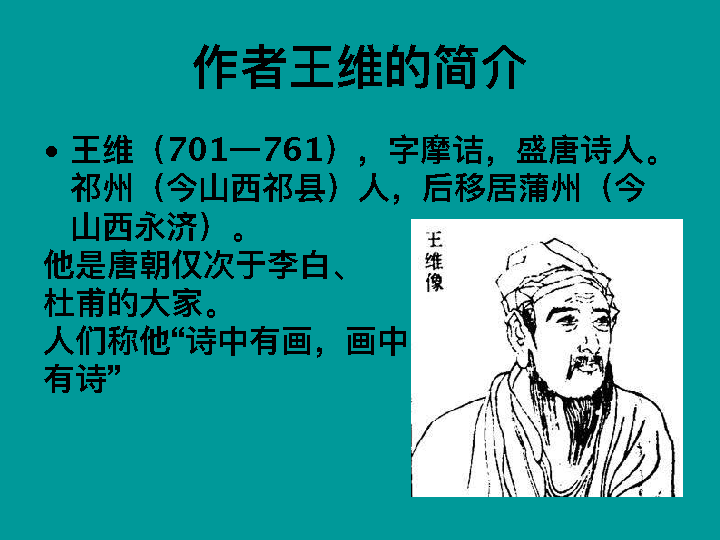 作者王维的简介
• 王维（701—761），字摩诘，盛唐诗人。
祁州（今山西祁县）人，后移居蒲州（今
山西永济）。
他是唐朝仅次于李白、
杜甫的大家。
人们称他“诗中有画，画中
有诗”
王维像